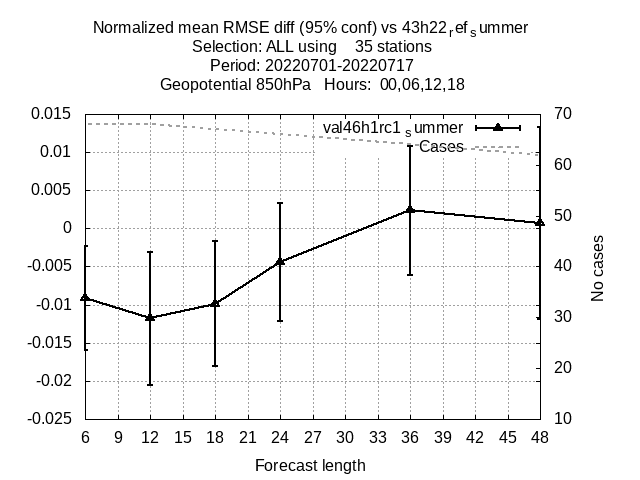 Normalized mean RMSE diff (95% conf) vs 43h22refsummer
Selection: ALL using 35 stations
Period: 20220701-20220717
Geopotential 850hPa Hours: 00,06,12,18
val46h1rc1summer
Cases
0.015
0.01
0.005
0
-0.005
-0.01
-0.015
-0.02
-0.025
70
60
50
40
30
20
10
No cases
6 9 12 15 18 21 24 27 30 33 36 39 42 45 48
Forecast length